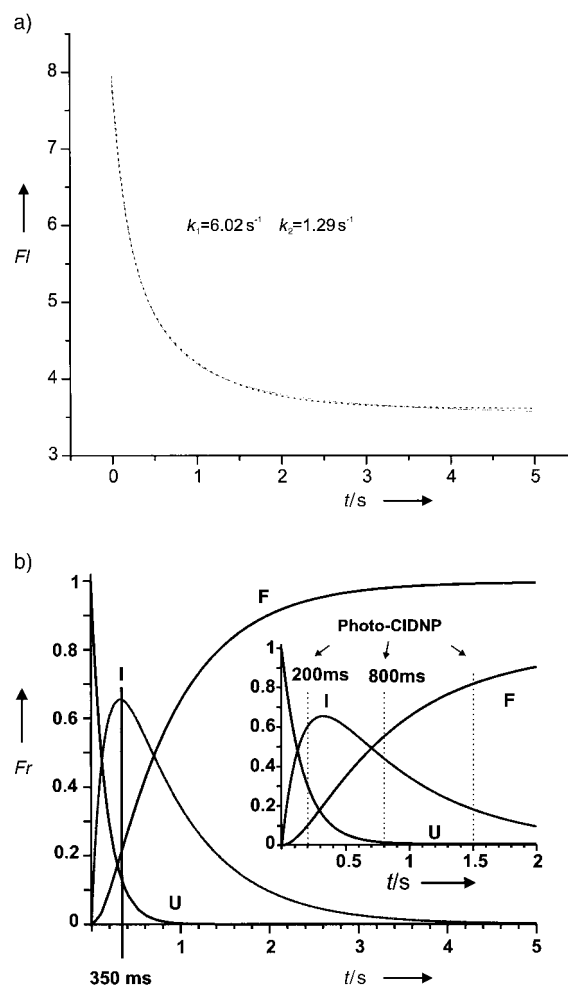 a)
8
7
6
5
4
3
Fl
k₁=6.02 s⁻¹ k₂=1.29 s⁻¹
0 1 2 3 4 5
t/s
b)
1
0.8
0.6
0.4
0.2
0
Fr
I
F
U
350 ms
1 2 3 4 5
t/s
Photo-CIDNP
200ms 800ms
1
0.8
0.6
0.4
0.2
0
I
F
U
0.5 1 1.5 2
t/s